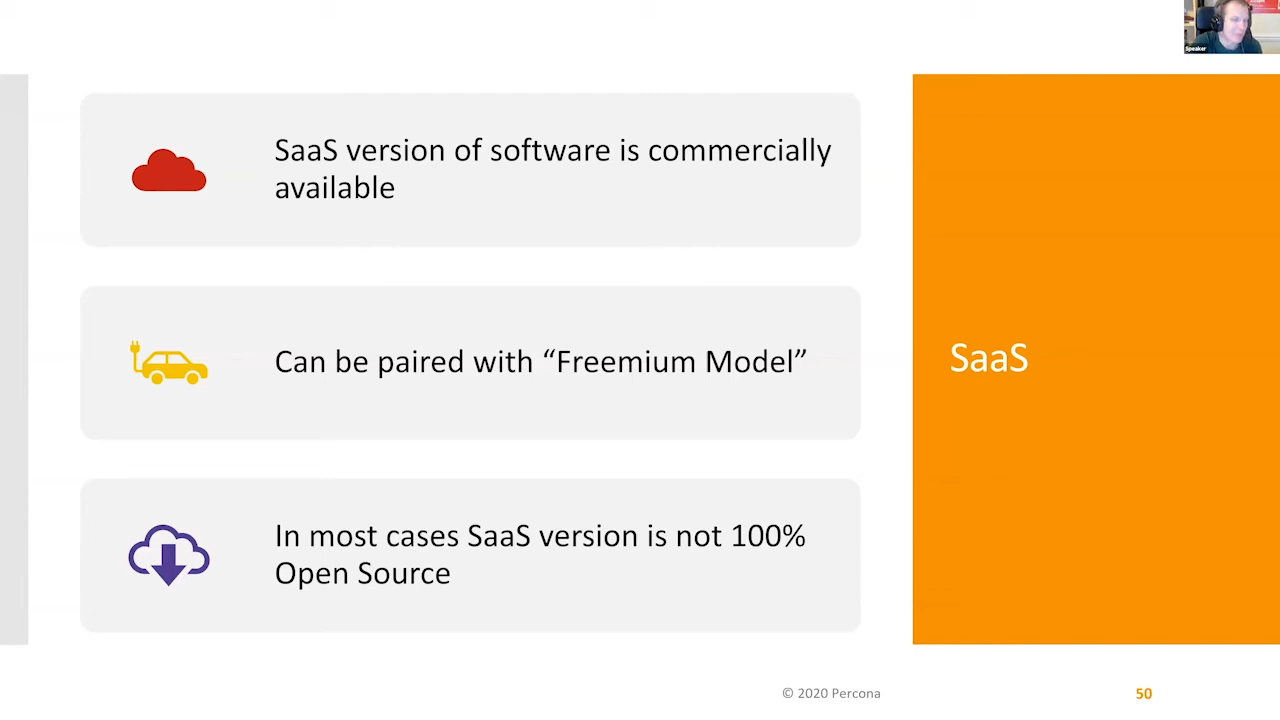 Speaker
SaaS version of software is commercially
available
Can be paired with “Freemium Model”
In most cases SaaS version is not 100%
Open Source
SaaS
© 2020 Percona
50